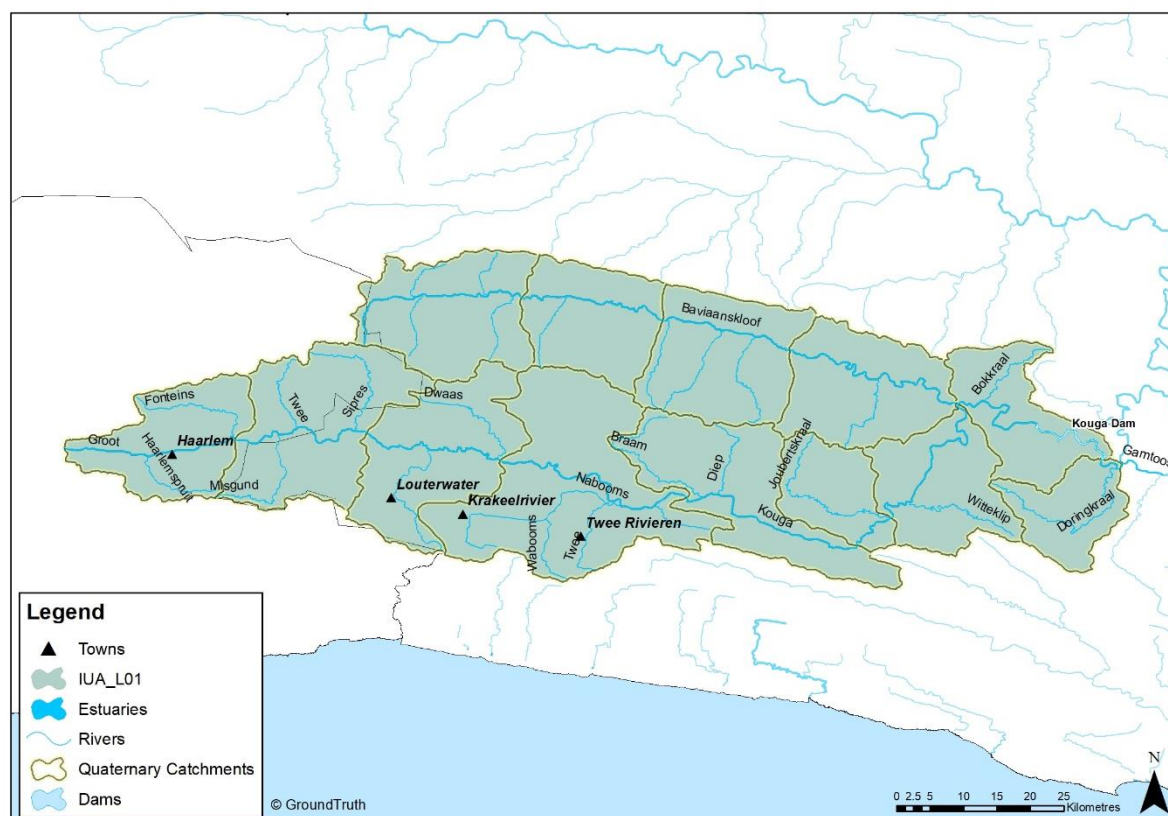 Baviaanskloof
Bokkraal
Kouga Dam
Gamtoos
Dwaas
Fonteins
Twee
Sipres
Groot
Haarlem
Haarlemspruit
Misgund
Braam
Diep
Joubertskraal
Louterwater
Krakeelrivier
Nabooms
Kouga
Witteklip
Doringkraal
Wabooms
Twee
Twee Rivieren
Legend
Towns
IUA_L01
Estuaries
Rivers
Quaternary Catchments
Dams
© GroundTruth
N
0 2.5 5 10 15 20 25
Kilometres